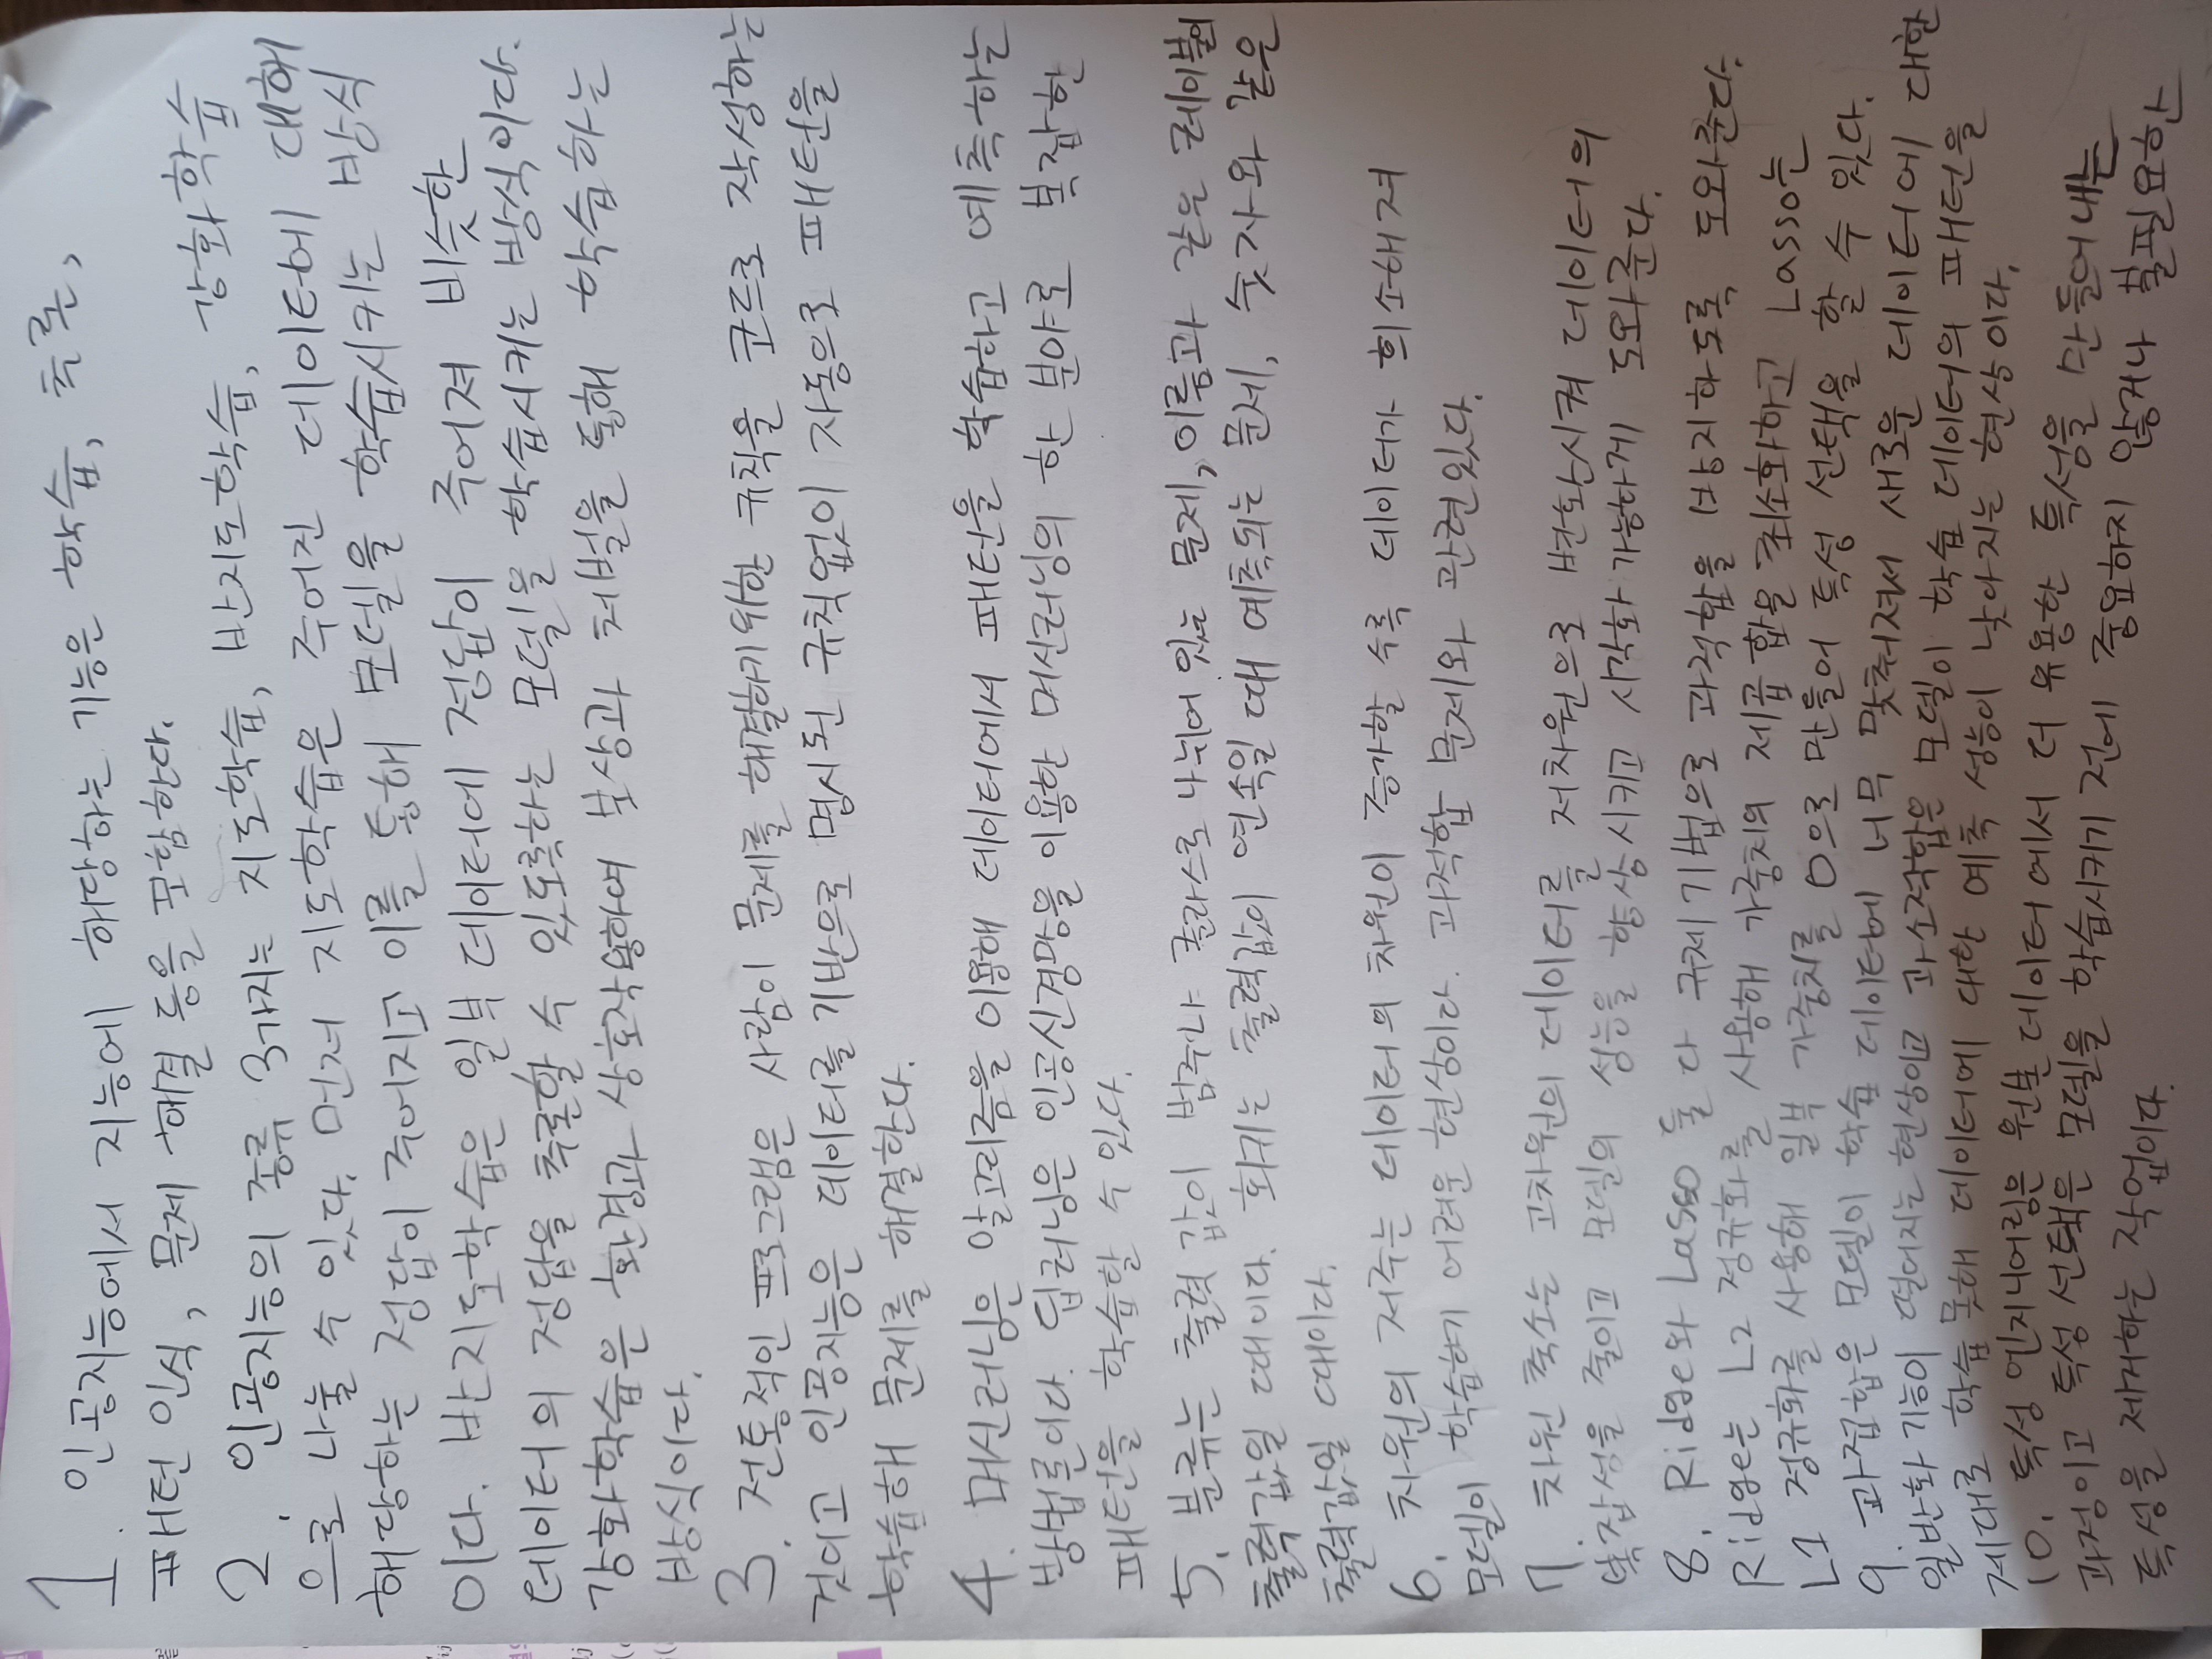 1. 인공지능에서 지능에 해당하는 기능은 학습, 추론,
패턴 인식, 문제 해결 등을 포함한다.
2. 인공지능의 종류 3가지는 지도학습, 반지도학습, 강화학습
으로 나눌 수 있다. 먼저 지도학습은 주어진 데이터에 대해
해당하는 정답이 주어지고 이를 통해 모델을 학습시키는 방식
이다. 반지도학습은 일부 데이터에 정답이 주어져 비슷한
데이터의 정답을 추론할 수 있도록하는 모델을 학습시키는 방식이다.
강화학습은 환경과 상호작용하여 보상과 처벌을 통해 학습하는
방식이다.
3. 전통적인 프로그램은 사람이 문제를 해결하기위한 규칙을 코드로 작성하는
것이고 인공지능은 데이터를 기반으로 명시된 규칙없이 자동으로 패턴을
학습해 문제를 해결한다.
4. 머신러닝은 알고리즘을 이용해 데이터에서 패턴을 학습하고 예측하는
방법론이다. 딥러닝은 인공신경망을 이용한 머신러닝의 한 분야로 복잡한
패턴을 학습할 수 있다.
5. 분류는 출력 값이 범주나 클라스로 나뉘어 있는 문제, 이름과 같은 레이블이
출력값일 때이다. 회귀는 출력값이 연속일 때 예측되는 문제, 숫자와 같은
출력값일 때이다.
6. 차원의 저주는 데이터의 차원이 증가할 수록 데이터가 희소해져
모델이 학습하기 어려운 현상이다. 과적합 문제와 관련있다.
7. 차원 축소는 고차원의 데이터를 저차원으로 변환시켜 데이터의
복잡성을 줄이고 모델의 성능을 향상시키고 시각화 가능하게 도와준다.
8. Ridge와 Lasso 둘 다 규제 기법으로 과적합을 방지하도록 도와준다.
Ridge는 L2 정규화를 사용해 가중치의 제곱 합을 최소화하고 Lasso는
L1 정규화를 사용해 일부 가중치를 0으로 만들어 특성 선택을 할 수 있다.
9. 과접합은 모델이 학습 데이터에 너무 맞춰져서 새로운 데이터에 대한
일반화 기능이 떨어지는 현상이고 과소적합은 모델이 학습 데이터의 패턴을
제대로 학습 못해 데이터에 대한 예측 성능이 낮아지는 현상이다.
10. 특성 엔지니어링은 원본 데이터에서 더 유용한 특성을 만들어내는
과정이고 특성 선택은 모델을 학습시키기 전에 중요하지 않거나 불필요한
특성을 제거하는 작업이다.